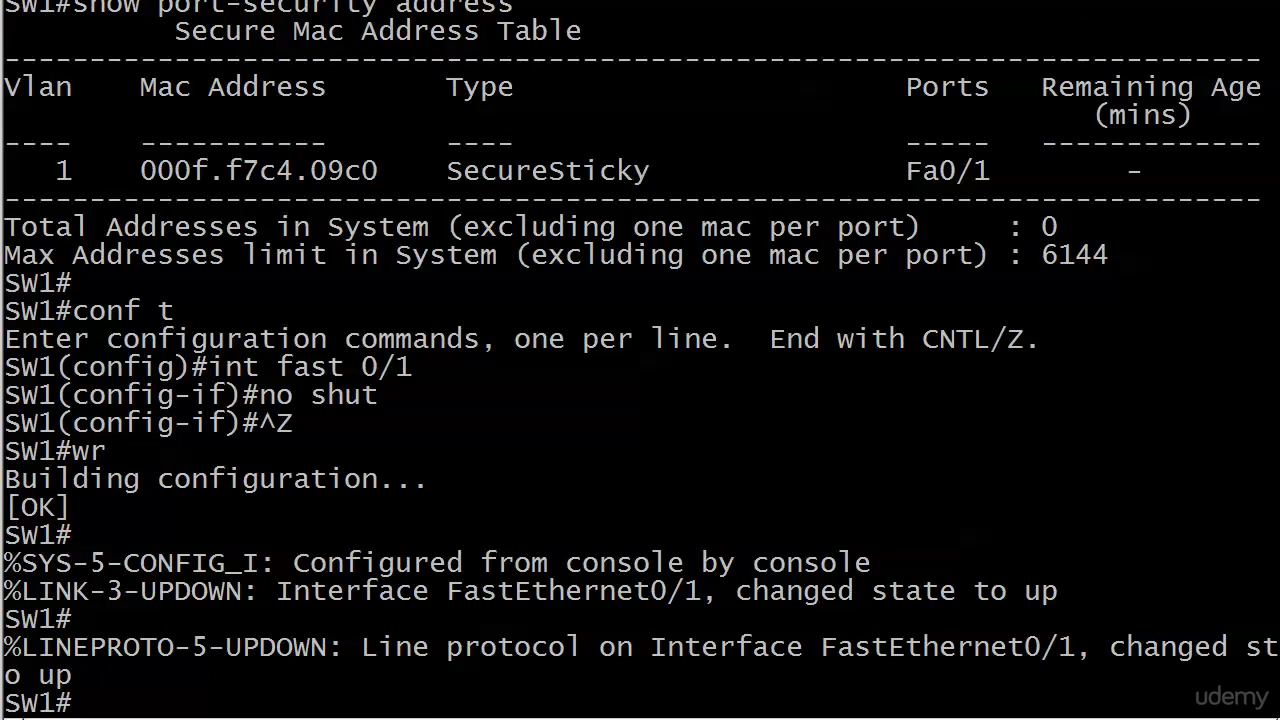 SW1#show port-security address
Secure Mac Address Table
-----------------------------------------------------------------------
Vlan    Mac Address       Type                       Ports    Remaining Age
(mins)
----    -----------       ----                       -----    -------------
1    000f.f7c4.09c0    SecureSticky               Fa0/1         -
-----------------------------------------------------------------------
Total Addresses in System (excluding one mac per port)     : 0
Max Addresses limit in System (excluding one mac per port) : 6144
SW1#
SW1#conf t
Enter configuration commands, one per line.  End with CNTL/Z.
SW1(config)#int fast 0/1
SW1(config-if)#no shut
SW1(config-if)#^Z
SW1#wr
Building configuration...
[OK]
SW1#
%SYS-5-CONFIG_I: Configured from console by console
%LINK-3-UPDOWN: Interface FastEthernet0/1, changed state to up
SW1#
%LINEPROTO-5-UPDOWN: Line protocol on Interface FastEthernet0/1, changed st
o up
SW1#
udemy